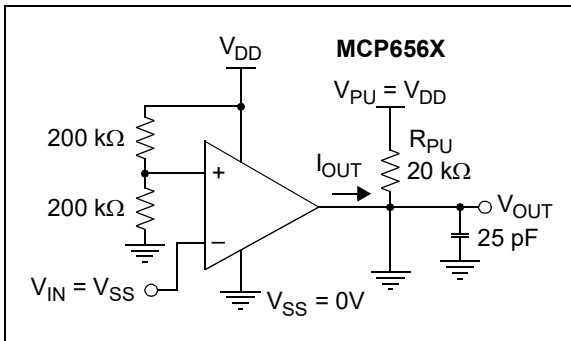 MCP656X
V_DD
V_PU = V_DD
200 kΩ
R_PU
20 kΩ
I_OUT
+
200 kΩ
−
V_OUT
25 pF
V_IN = V_SS
V_SS = 0V